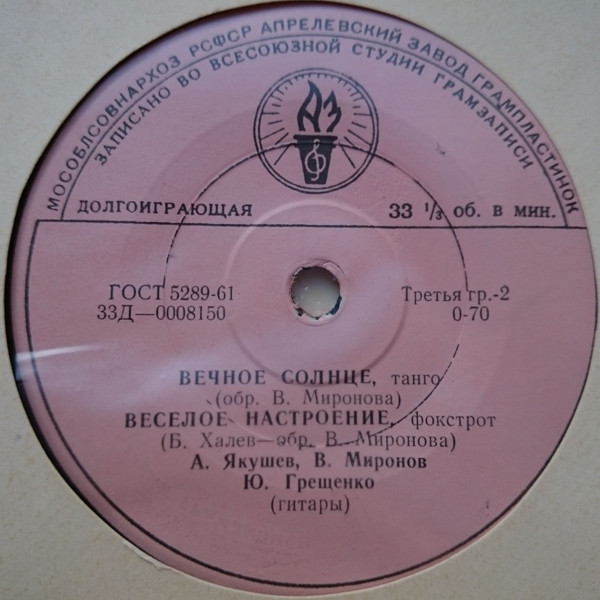 МОСОБЛСОВНАРХОЗ РСФСР АПРЕЛЕВСКИЙ ЗАВОД ГРАМПЛАСТИНОК
ЗАПИСАНО ВО ВСЕСОЮЗНОЙ СТУДИИ ГРАМЗАПИСИ
АЗ
ДОЛГОИГРАЮЩАЯ 33 ⅓ об. в мин.
ГОСТ 5289-61 Третья гр.-2
33Д—0008150 0-70
ВЕЧНОЕ СОЛНЦЕ, танго
(обр. В. Миронова)
ВЕСЕЛОЕ НАСТРОЕНИЕ, фокстрот
(Б. Халев—обр. В. Миронова)
А. Якушев, В. Миронов
Ю. Грещенко
(гитары)